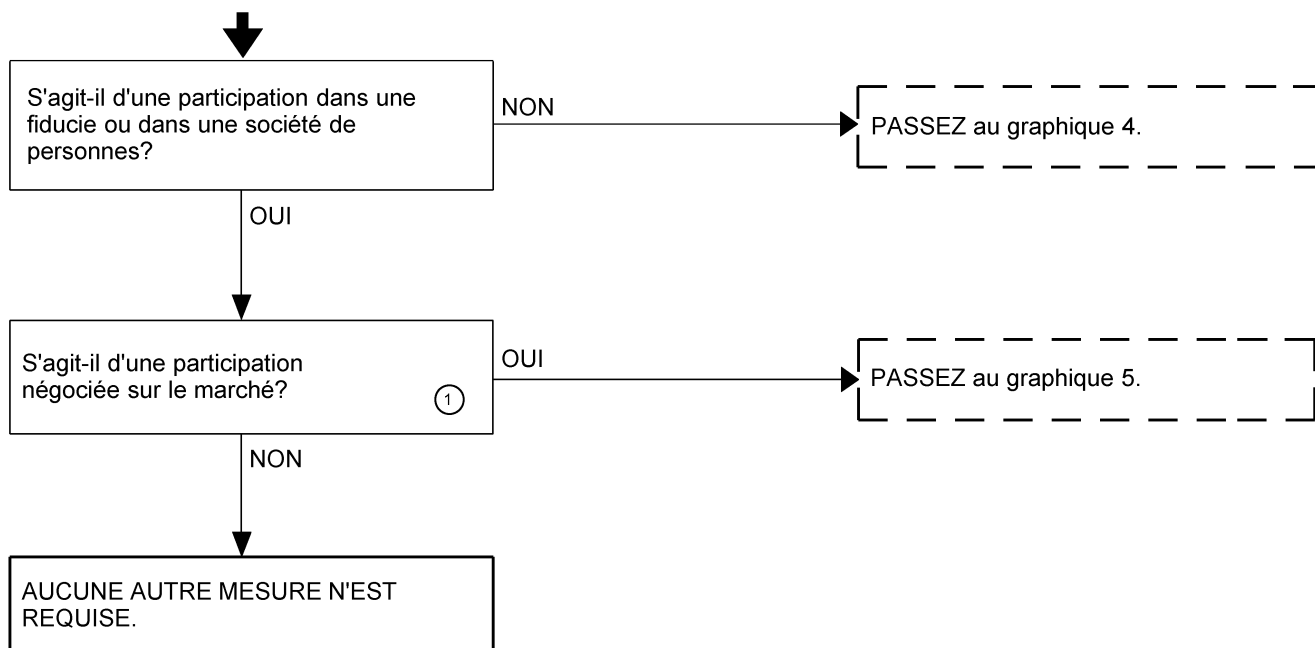 S'agit-il d'une participation dans une
fiducie ou dans une société de
personnes?
NON
PASSEZ au graphique 4.
OUI
S'agit-il d'une participation
négociée sur le marché?
1
OUI
PASSEZ au graphique 5.
NON
AUCUNE AUTRE MESURE N'EST
REQUISE.